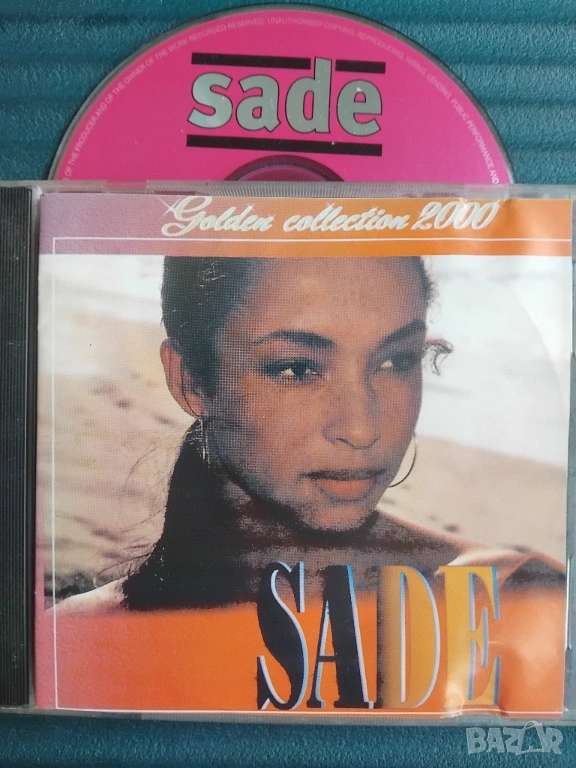 OF THE PRODUCER AND OF THE OWNER OF THE WORK RECORDED RESERVED. UNAUTHORISED COPYING, REPRODUCING, HIRING, LENDING, PUBLIC PERFORMANCE AND
sade
Golden collection 2000
SADE
BAZAR